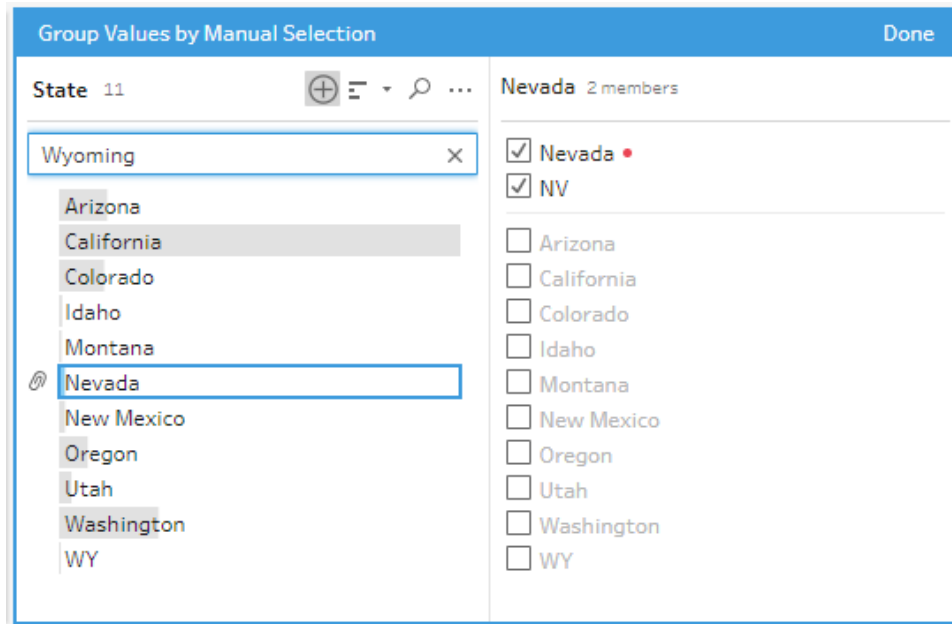 Group Values by Manual Selection Done
State 11
Wyoming
Arizona
California
Colorado
Idaho
Montana
Nevada
New Mexico
Oregon
Utah
Washington
WY
Nevada 2 members
Nevada
NV
Arizona
California
Colorado
Idaho
Montana
New Mexico
Oregon
Utah
Washington
WY